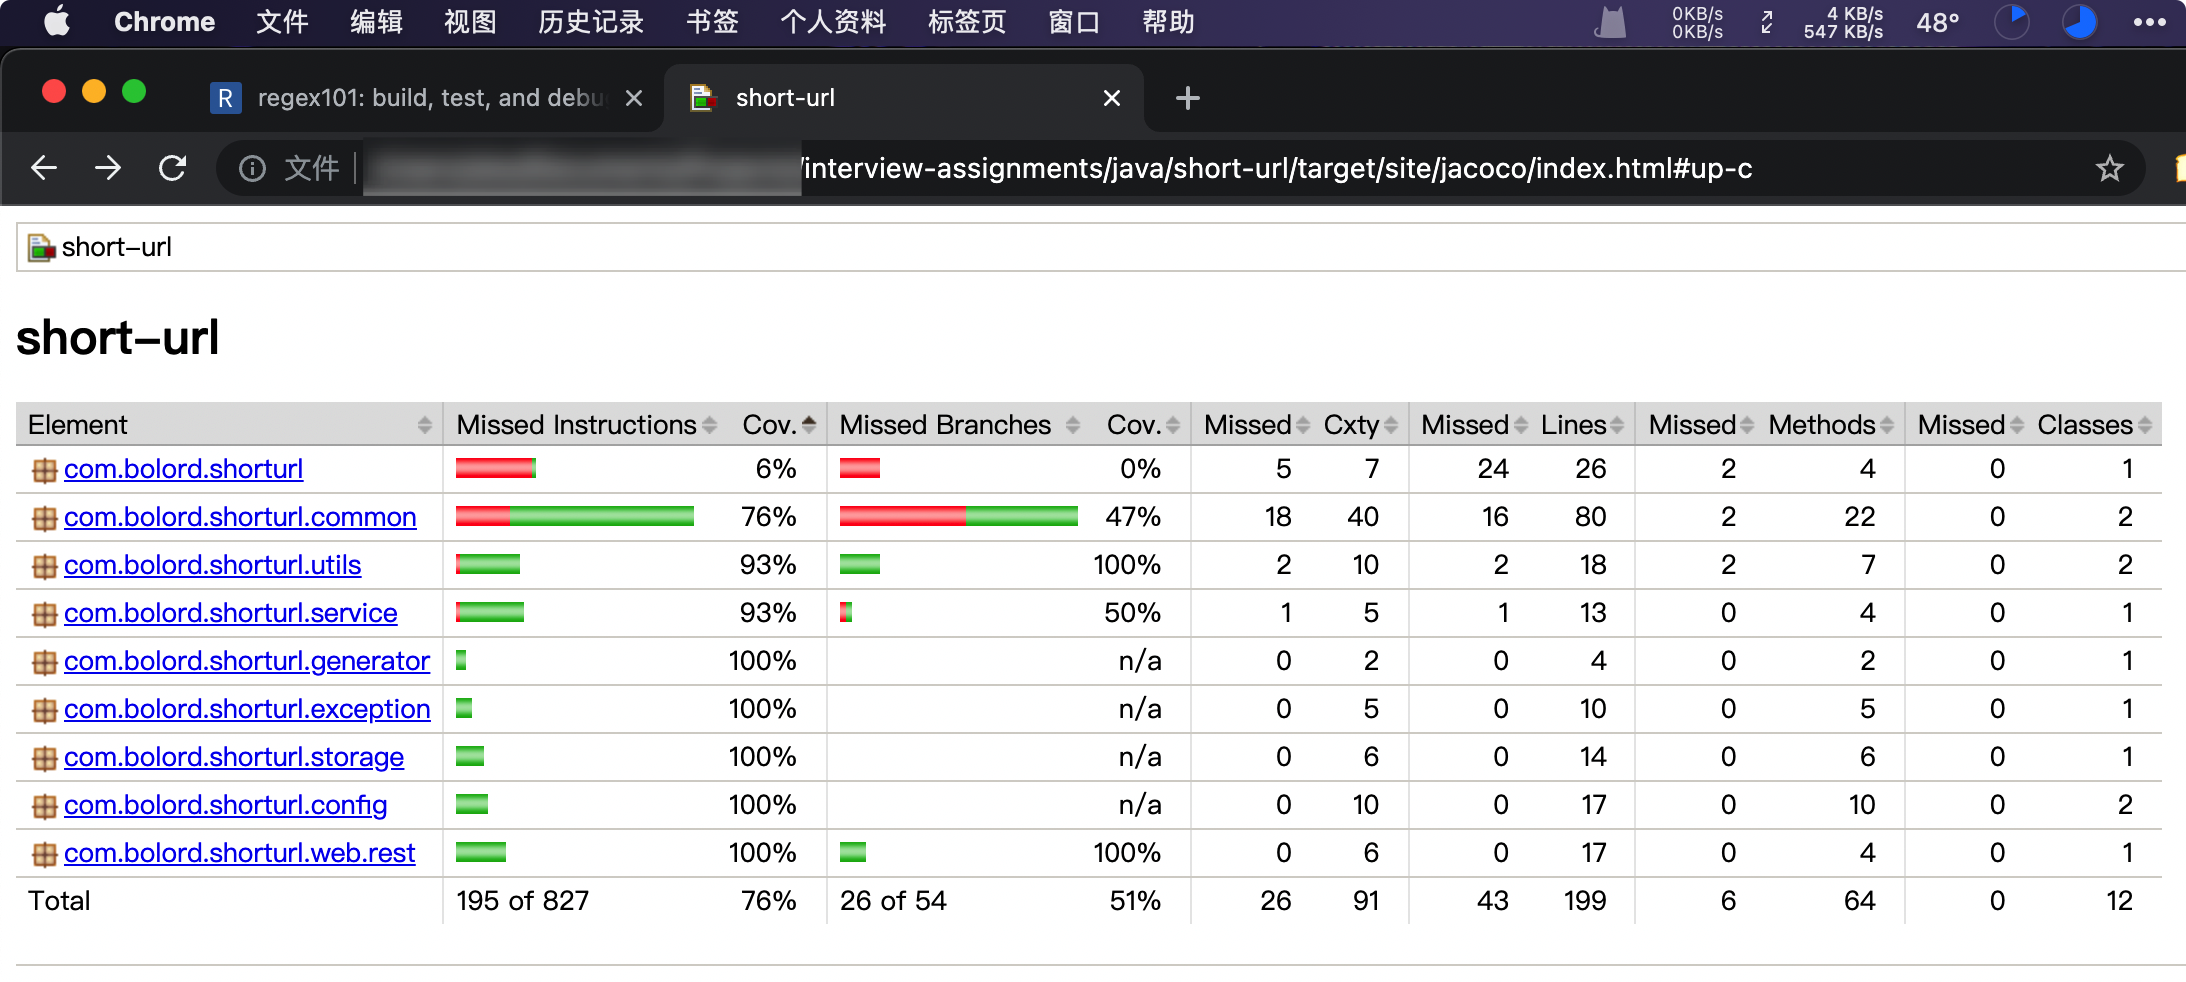 Chrome 文件 编辑 视图 历史记录 书签 个人资料 标签页 窗口 帮助 0KB/s 0KB/s 4 KB/s 547 KB/s 48° •••
R regex101: build, test, and debu short-url
文件 /interview-assignments/java/short-url/target/site/jacoco/index.html#up-c
short-url
short-url
Element Missed Instructions Cov. Missed Branches Cov. Missed Cxty Missed Lines Missed Methods Missed Classes
com.bolord.shorturl 6% 0% 5 7 24 26 2 4 0 1
com.bolord.shorturl.common 76% 47% 18 40 16 80 2 22 0 2
com.bolord.shorturl.utils 93% 100% 2 10 2 18 2 7 0 2
com.bolord.shorturl.service 93% 50% 1 5 1 13 0 4 0 1
com.bolord.shorturl.generator 100% n/a 0 2 0 4 0 2 0 1
com.bolord.shorturl.exception 100% n/a 0 5 0 10 0 5 0 1
com.bolord.shorturl.storage 100% n/a 0 6 0 14 0 6 0 1
com.bolord.shorturl.config 100% n/a 0 10 0 17 0 10 0 2
com.bolord.shorturl.web.rest 100% 100% 0 6 0 17 0 4 0 1
Total 195 of 827 76% 26 of 54 51% 26 91 43 199 6 64 0 12